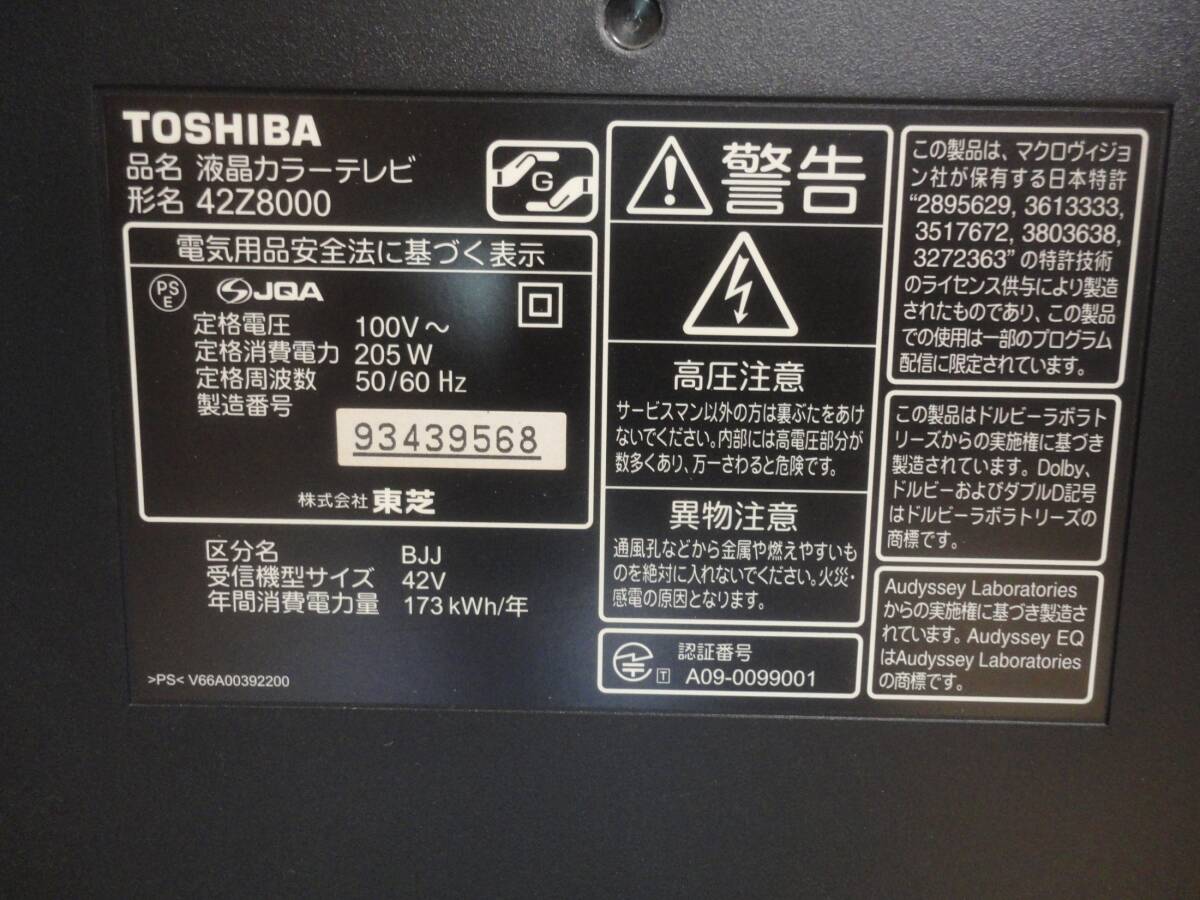 TOSHIBA
品名 液晶カラーテレビ
形名 42Z8000
G
電気用品安全法に基づく表示
PS
E
JQA
定格電圧 100V～
定格消費電力 205W
定格周波数 50/60 Hz
製造番号
93439568
株式会社 東芝
区分名 BJJ
受信機型サイズ 42V
年間消費電力量 173kWh/年
>PS< V66A00392200
警告
高圧注意
サービスマン以外の方は裏ぶたをあけ
ないでください。内部には高電圧部分が
数多くあり、万一さわると危険です。
異物注意
通風孔などから金属や燃えやすいも
のを絶対に入れないでください。火災・
感電の原因となります。
認証番号
T A09-0099001
この製品は、マクロヴィジョ
ン社が保有する日本特許
“2895629, 3613333,
3517672, 3803638,
3272363” の特許技術
のライセンス供与により製造
されたものであり、この製品
での使用は一部のプログラム
配信に限定されています。
この製品はドルビーラボラト
リーズからの実施権に基づき
製造されています。Dolby、
ドルビーおよびダブルD記号
はドルビーラボラトリーズの
商標です。
Audyssey Laboratories
からの実施権に基づき製造さ
れています。Audyssey EQ
はAudyssey Laboratories
の商標です。